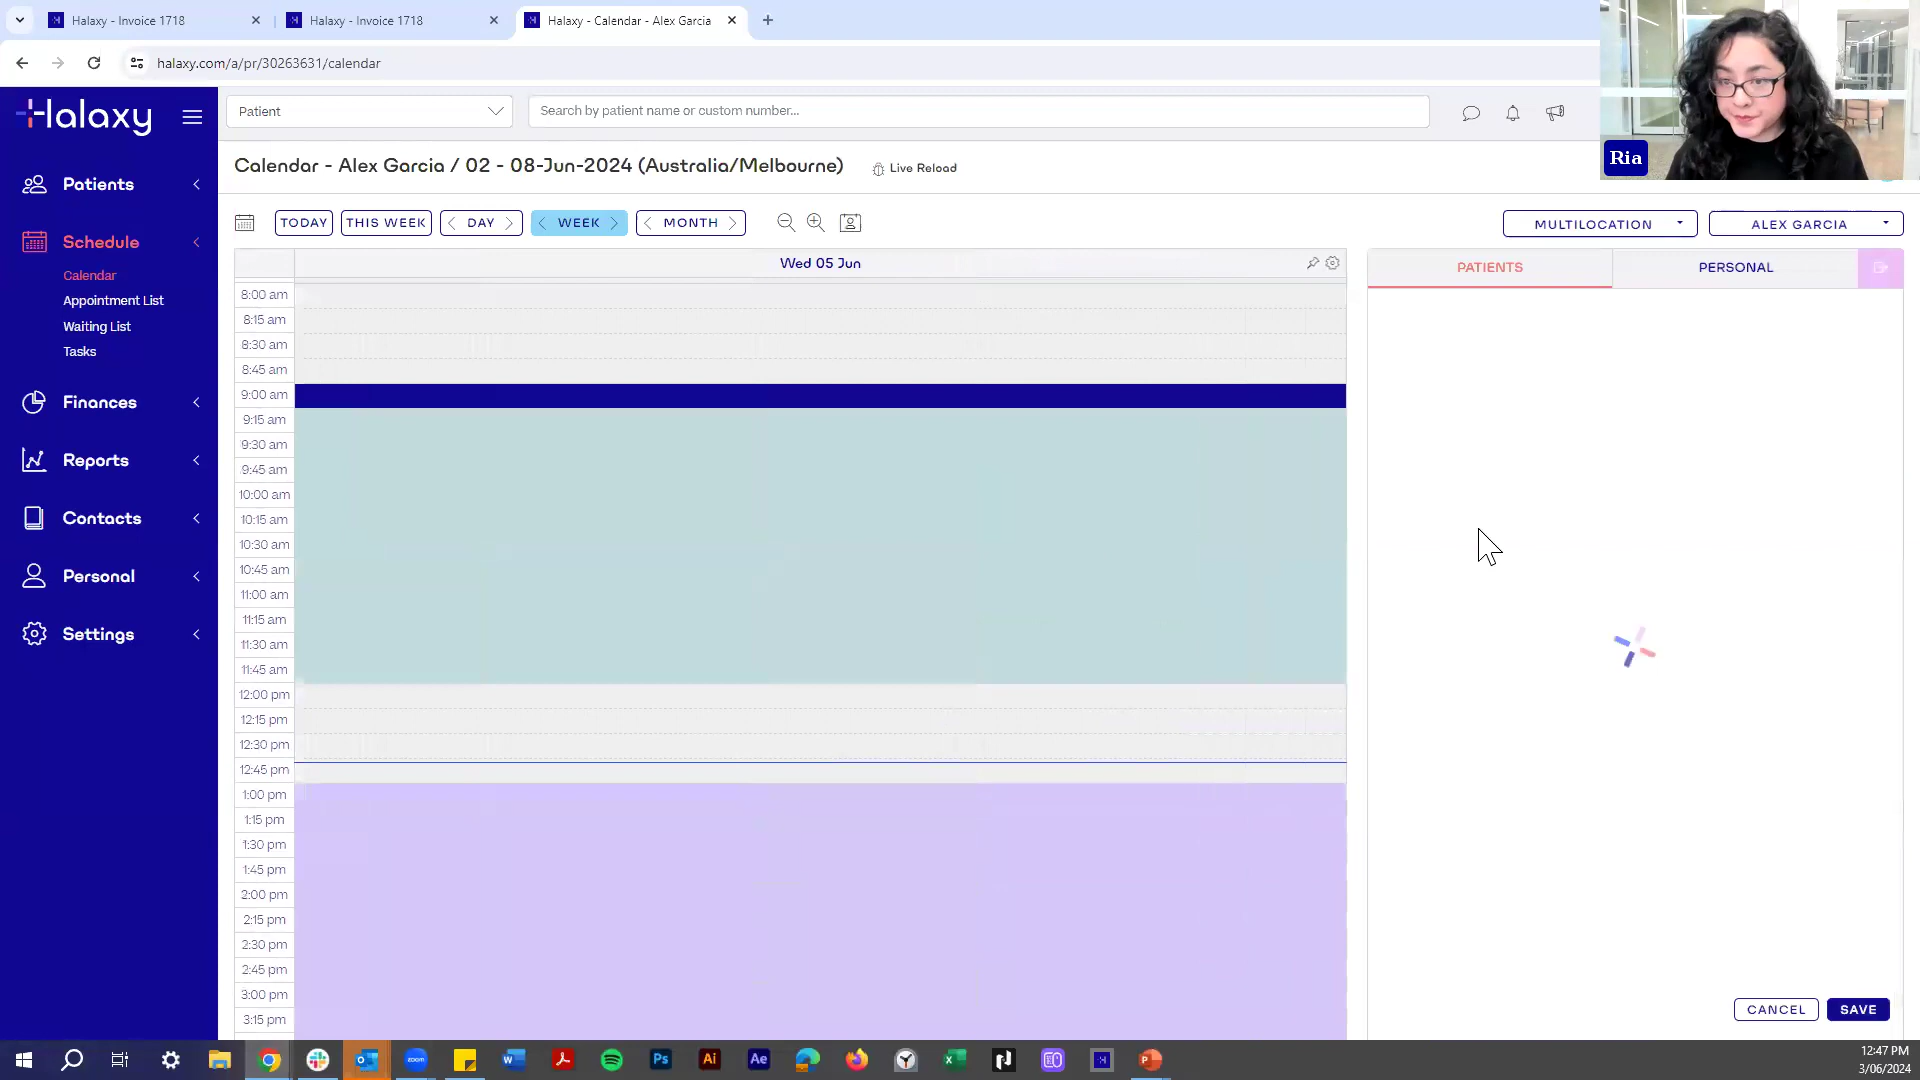 Halaxy - Invoice 1718
Halaxy - Invoice 1718
Halaxy - Calendar - Alex Garcia
halaxy.com/a/pr/30263631/calendar
Halaxy
Patient
Search by patient name or custom number...
Ria
Calendar - Alex Garcia / 02 - 08-Jun-2024 (Australia/Melbourne)
Live Reload
Patients
Schedule
Calendar
Appointment List
Waiting List
Tasks
Finances
Reports
Contacts
Personal
Settings
TODAY
THIS WEEK
DAY
WEEK
MONTH
MULTILOCATION
ALEX GARCIA
Wed 05 Jun
PATIENTS
PERSONAL
8:00 am
8:15 am
8:30 am
8:45 am
9:00 am
9:15 am
9:30 am
9:45 am
10:00 am
10:15 am
10:30 am
10:45 am
11:00 am
11:15 am
11:30 am
11:45 am
12:00 pm
12:15 pm
12:30 pm
12:45 pm
1:00 pm
1:15 pm
1:30 pm
1:45 pm
2:00 pm
2:15 pm
2:30 pm
2:45 pm
3:00 pm
3:15 pm
CANCEL
SAVE
zoom
Ps
Ai
Ae
12:47 PM
3/06/2024